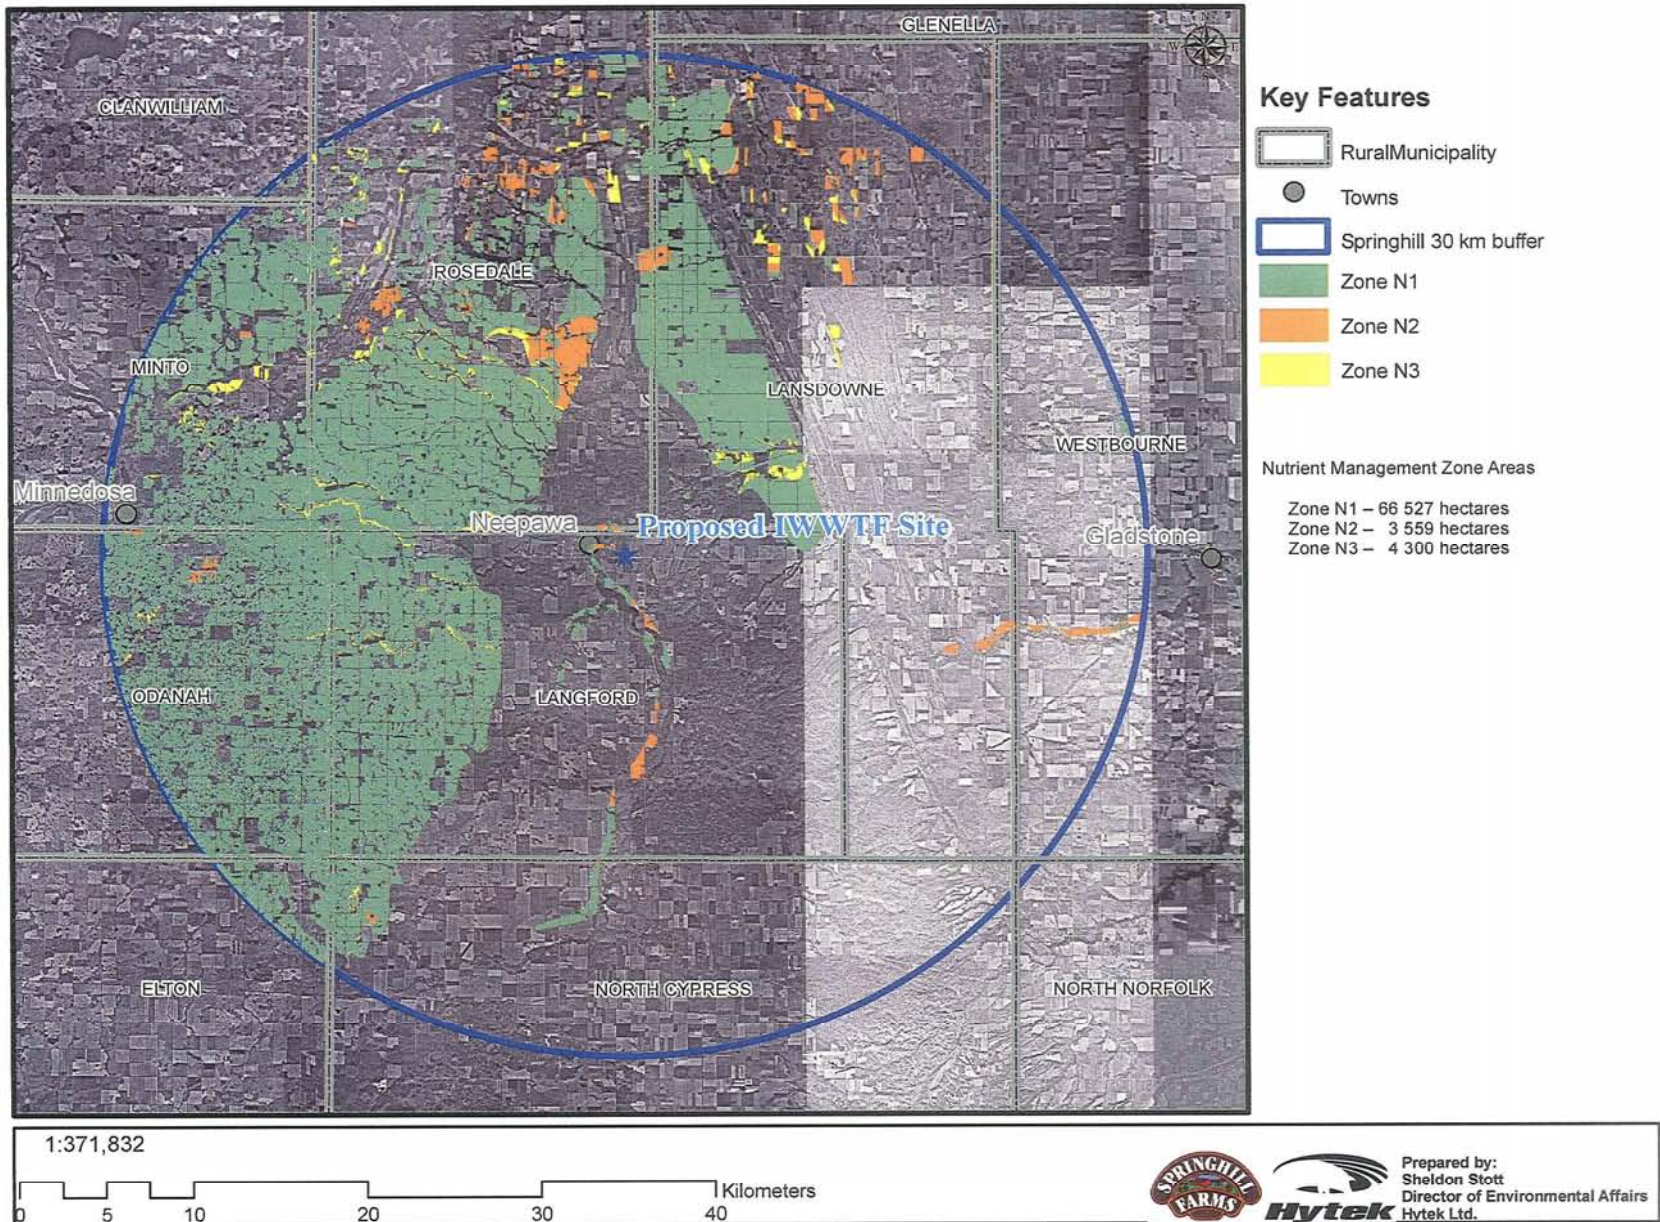 GLENELLA
N
W
E
CLANWILLIAM
ROSEDALE
MINTO
LANSDOWNE
WESTBOURNE
Minnedosa
Neepawa
Proposed IWWTF Site
Gladstone
ODANAH
LANGFORD
ELTON
NORTH CYPRESS
NORTH NORFOLK
Key Features
RuralMunicipality
Towns
Springhill 30 km buffer
Zone N1
Zone N2
Zone N3
Nutrient Management Zone Areas
Zone N1 – 66 527 hectares
Zone N2 – 3 559 hectares
Zone N3 – 4 300 hectares
1:371,832
Kilometers
0 5 10 20 30 40
SPRINGHILL
FARMS
Hytek
Prepared by:
Sheldon Stott
Director of Environmental Affairs
Hytek Ltd.